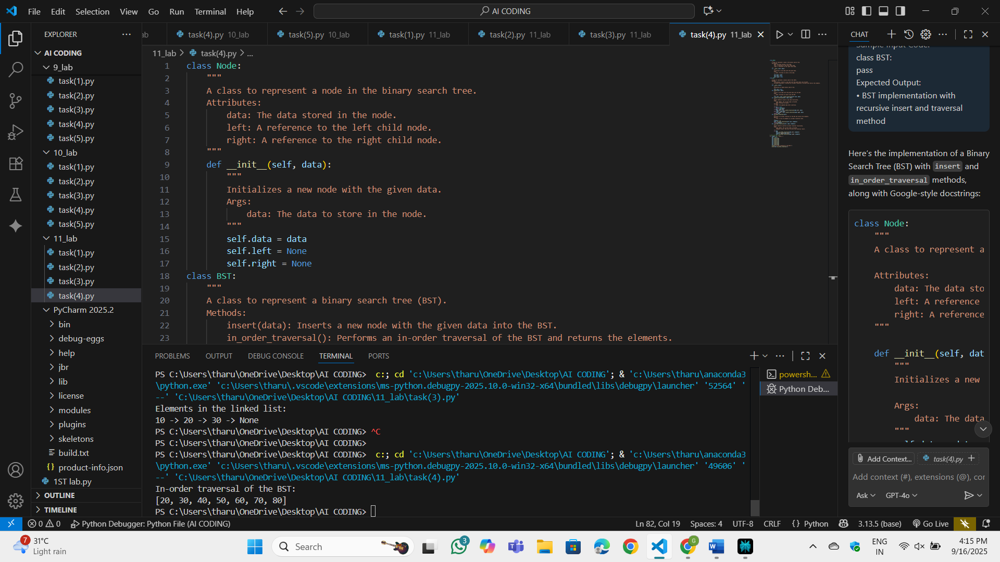 File Edit Selection View Go Run Terminal Help
AI CODING
EXPLORER
AI CODING
9_lab
task(1).py
task(2).py
task(3).py
task(4).py
task(5).py
10_lab
task(1).py
task(2).py
task(3).py
task(4).py
task(5).py
11_lab
task(1).py
task(2).py
task(3).py
task(4).py
PyCharm 2025.2
bin
debug-eggs
help
jbr
lib
license
modules
plugins
skeletons
build.txt
product-info.json
1ST lab.py
OUTLINE
TIMELINE
ab task(4).py 10_lab task(5).py 10_lab task(1).py 11_lab task(2).py 11_lab task(3).py 11_lab task(4).py 11_lab
11_lab > task(4).py > ...
1 class Node:
2 """
3 A class to represent a node in the binary search tree.
4 Attributes:
5 data: The data stored in the node.
6 left: A reference to the left child node.
7 right: A reference to the right child node.
8 """
9 def __init__(self, data):
10 """
11 Initializes a new node with the given data.
12 Args:
13 data: The data to store in the node.
14 """
15 self.data = data
16 self.left = None
17 self.right = None
18 class BST:
19 """
20 A class to represent a binary search tree (BST).
21 Methods:
22 insert(data): Inserts a new node with the given data into the BST.
23 in_order_traversal(): Performs an in-order traversal of the BST and returns the elements.
PROBLEMS OUTPUT DEBUG CONSOLE TERMINAL PORTS
PS C:\Users\tharu\OneDrive\Desktop\AI CODING>  c:; cd 'c:\Users\tharu\OneDrive\Desktop\AI CODING'; & 'c:\Users\tharu\anaconda3
\python.exe' 'c:\Users\tharu\.vscode\extensions\ms-python.debugpy-2025.10.0-win32-x64\bundled\libs\debugpy\launcher' '52564' '
--' 'C:\Users\tharu\OneDrive\Desktop\AI CODING\11_lab\task(3).py'
Elements in the linked list:
10 -> 20 -> 30 -> None
PS C:\Users\tharu\OneDrive\Desktop\AI CODING> ^C
PS C:\Users\tharu\OneDrive\Desktop\AI CODING>
PS C:\Users\tharu\OneDrive\Desktop\AI CODING>  c:; cd 'c:\Users\tharu\OneDrive\Desktop\AI CODING'; & 'c:\Users\tharu\anaconda3
\python.exe' 'c:\Users\tharu\.vscode\extensions\ms-python.debugpy-2025.10.0-win32-x64\bundled\libs\debugpy\launcher' '49606' '
--' 'C:\Users\tharu\OneDrive\Desktop\AI CODING\11_lab\task(4).py'
In-order traversal of the BST:
[20, 30, 40, 50, 60, 70, 80]
PS C:\Users\tharu\OneDrive\Desktop\AI CODING>
powersh...
Python Deb...
CHAT
Sample Input Code:
class BST:
pass
Expected Output:
• BST implementation with
recursive insert and traversal
method
Here's the implementation of a Binary
Search Tree (BST) with insert and
in_order_traversal methods,
along with Google-style docstrings:
class Node:
"""
A class to represent a
Attributes:
data: The data sto
left: A reference
right: A reference
"""
def __init__(self, dat
"""
Initializes a new
Args:
data: The data
"""
Add Context... task(4).py
Add context (#), extensions (@), cor
Ask GPT-4o
0 0 Python Debugger: Python File (AI CODING) Ln 82, Col 19 Spaces: 4 UTF-8 CRLF {} Python 3.13.5 (base) Go Live
7 31°C
Light rain
Search
3
G
ENG
IN
4:15 PM
9/16/2025